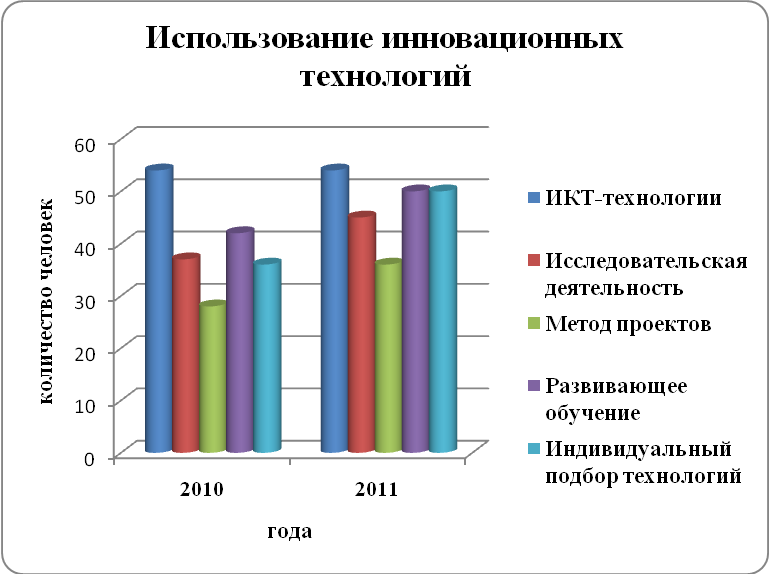 Использование инновационных
технологий
количество человек
60
50
40
30
20
10
0
2010
2011
года
ИКТ-технологии
Исследовательская
деятельность
Метод проектов
Развивающее
обучение
Индивидуальный
подбор технологий